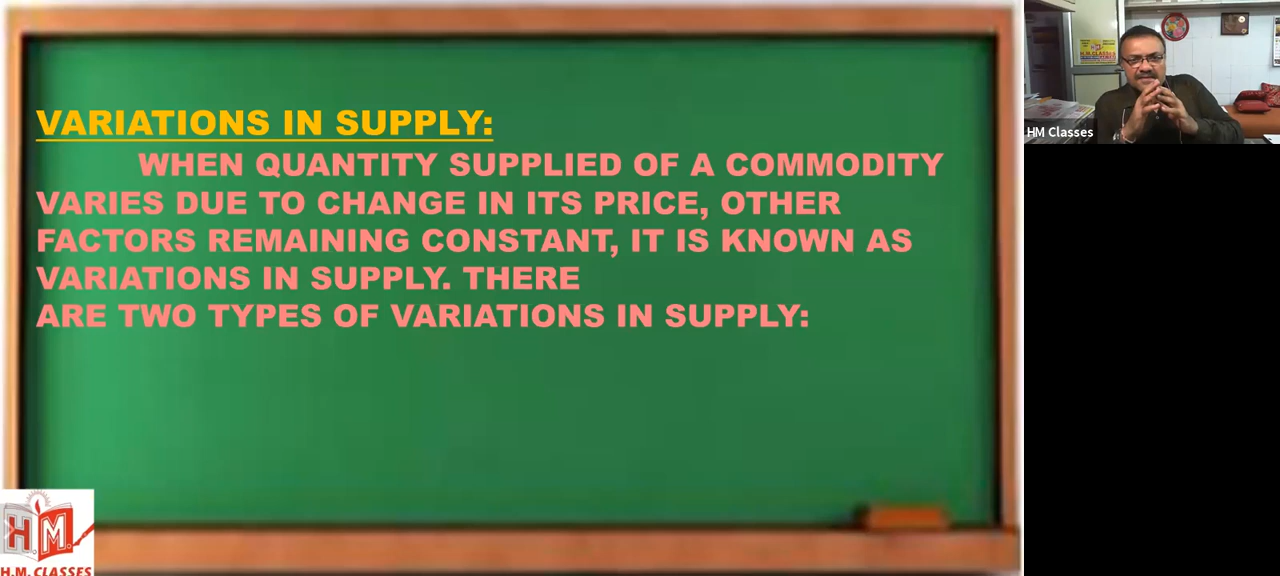 VARIATIONS IN SUPPLY:
WHEN QUANTITY SUPPLIED OF A COMMODITY
VARIES DUE TO CHANGE IN ITS PRICE, OTHER
FACTORS REMAINING CONSTANT, IT IS KNOWN AS
VARIATIONS IN SUPPLY. THERE
ARE TWO TYPES OF VARIATIONS IN SUPPLY:
H.M.
H.M. CLASSES
HM Classes